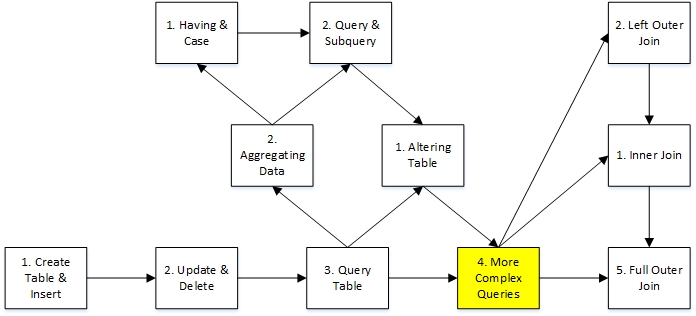 1. Having &
Case
2. Query &
Subquery
2. Left Outer
Join
2.
Aggregating
Data
1. Altering
Table
1. Inner Join
1. Create
Table &
Insert
2. Update &
Delete
3. Query
Table
4. More
Complex
Queries
5. Full Outer
Join